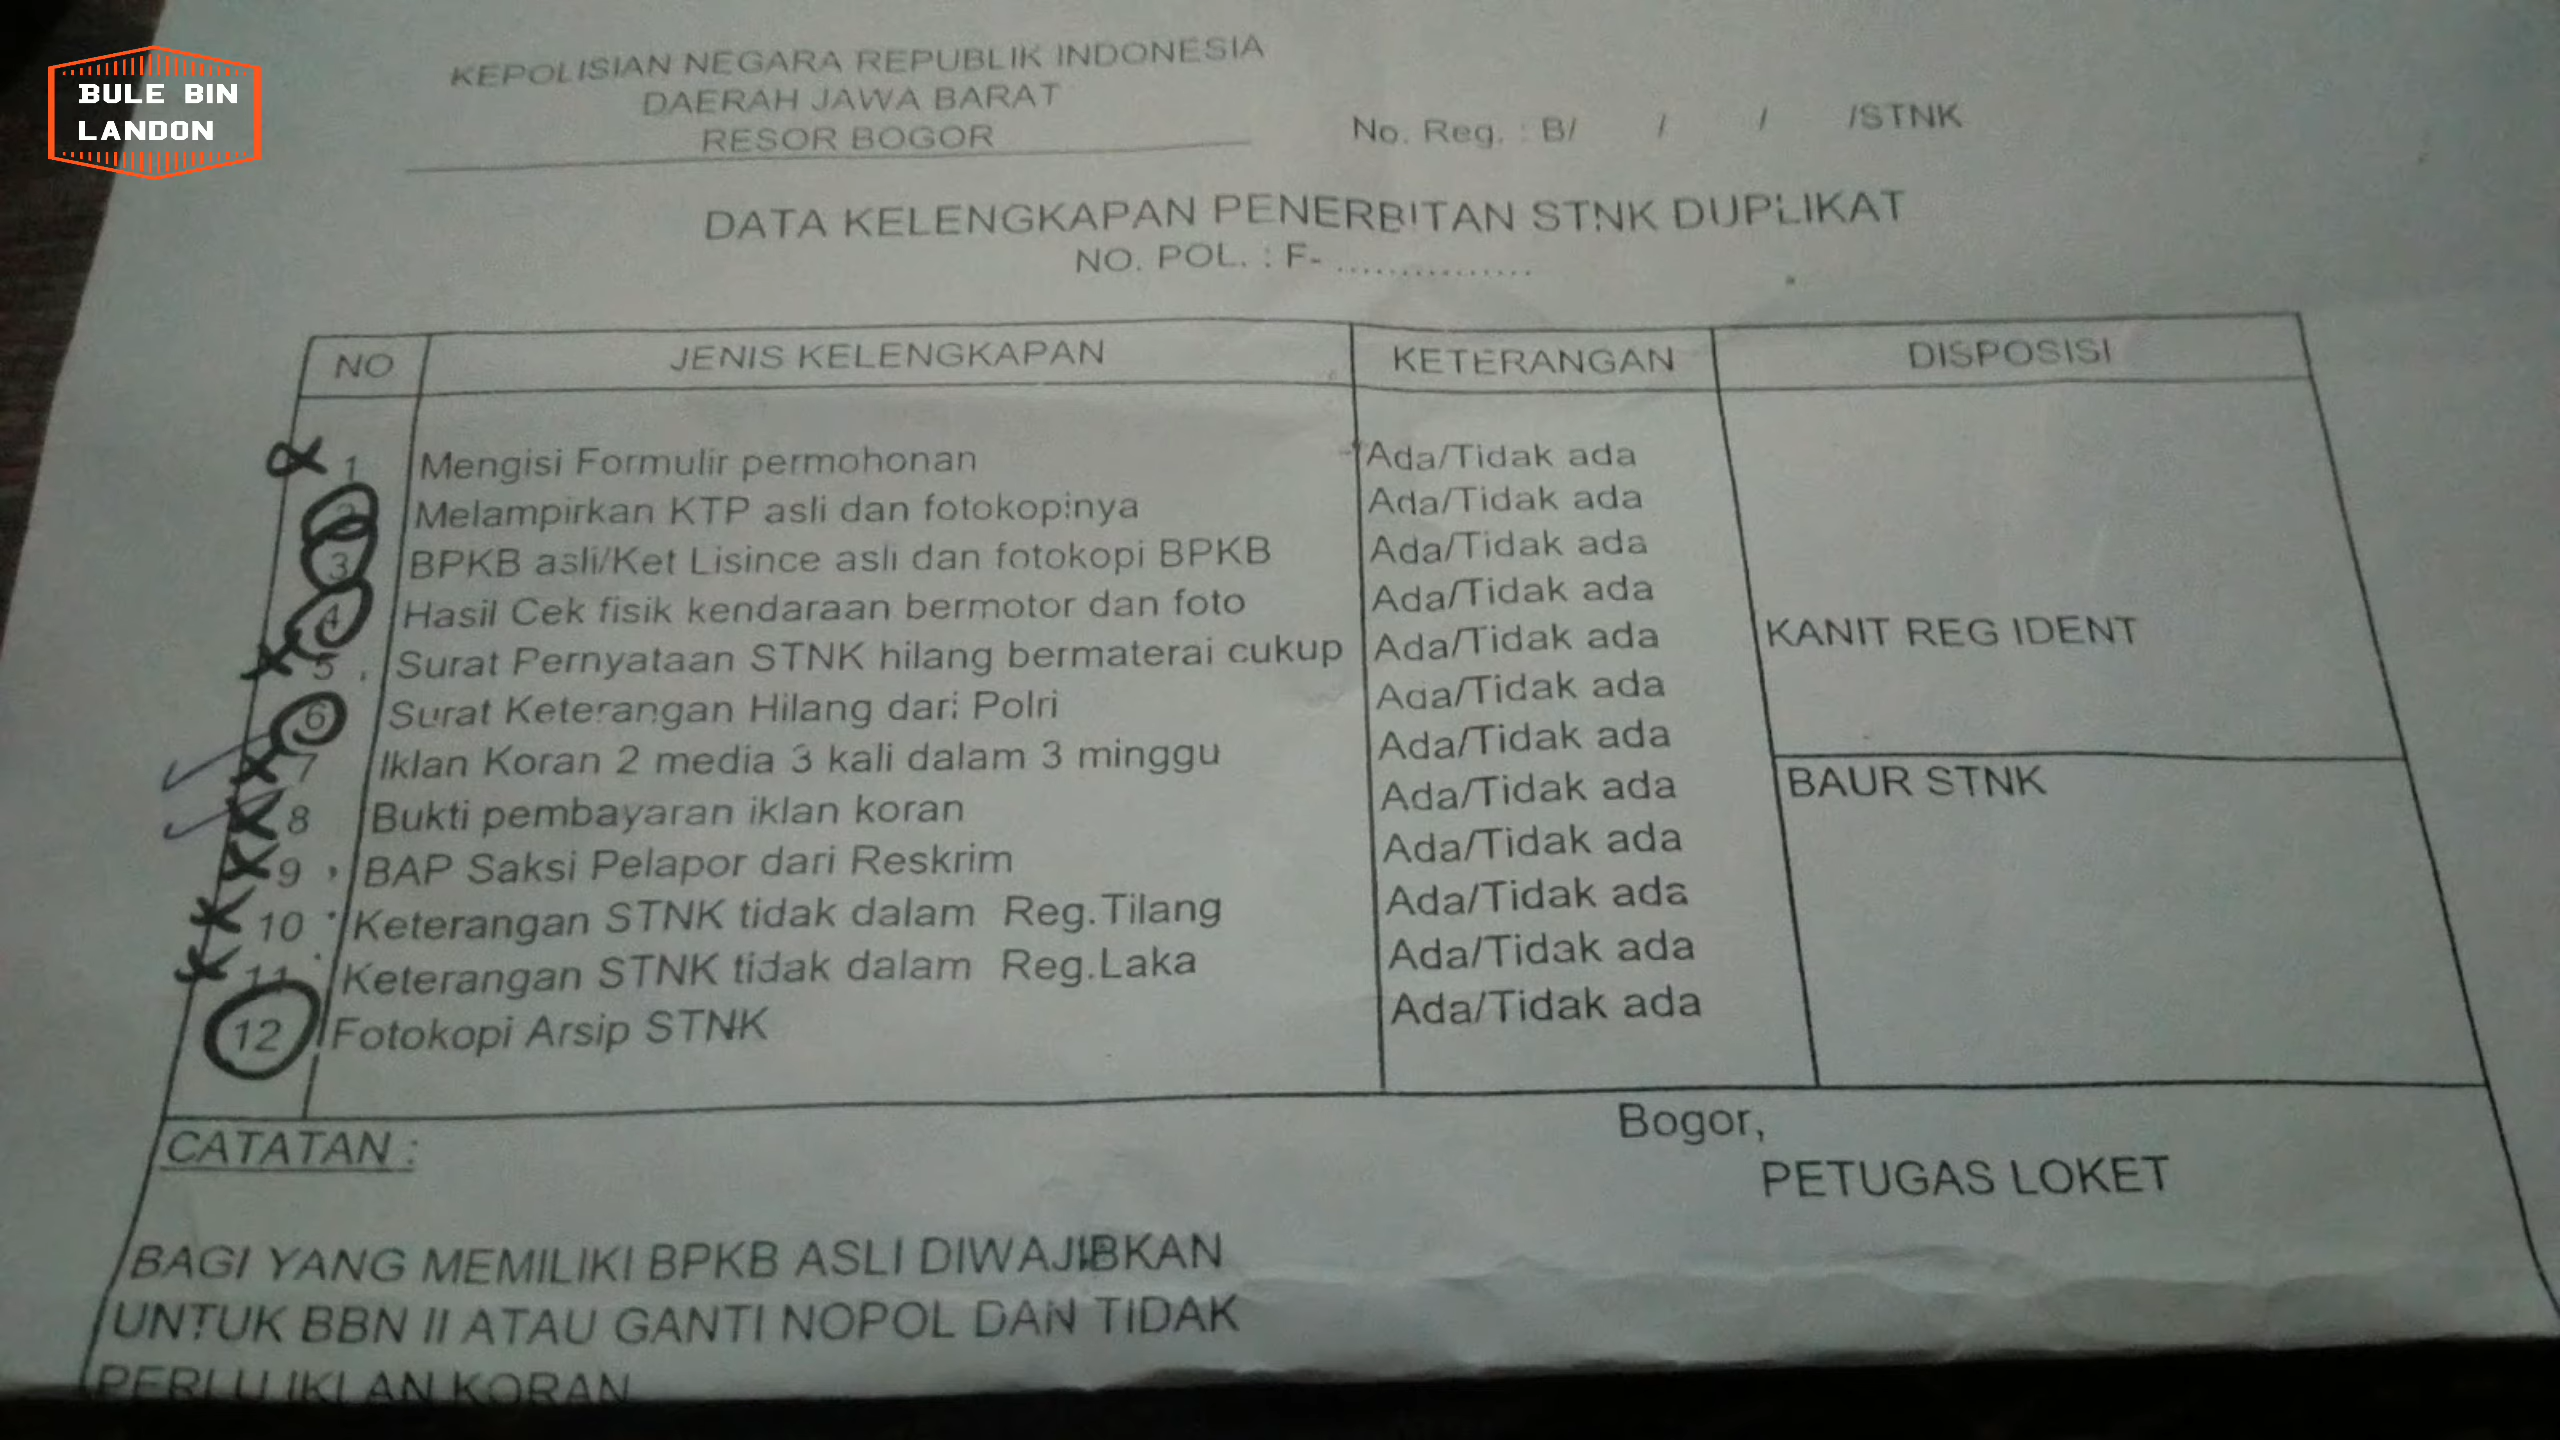 BULE BIN
LANDON
KEPOLISIAN NEGARA REPUBLIK INDONESIA
DAERAH JAWA BARAT
RESOR BOGOR
No. Reg. : B/ / / /STNK
DATA KELENGKAPAN PENERBITAN STNK DUPLIKAT
NO. POL. : F- ...............
NO JENIS KELENGKAPAN KETERANGAN DISPOSISI
1 Mengisi Formulir permohonan Ada/Tidak ada
2 Melampirkan KTP asli dan fotokopinya Ada/Tidak ada
3 BPKB asli/Ket Lisince asli dan fotokopi BPKB Ada/Tidak ada
4 Hasil Cek fisik kendaraan bermotor dan foto Ada/Tidak ada
5 Surat Pernyataan STNK hilang bermaterai cukup Ada/Tidak ada
6 Surat Keterangan Hilang dari Polri Ada/Tidak ada
7 Iklan Koran 2 media 3 kali dalam 3 minggu Ada/Tidak ada
8 Bukti pembayaran iklan koran Ada/Tidak ada
9 BAP Saksi Pelapor dari Reskrim Ada/Tidak ada
10 Keterangan STNK tidak dalam Reg.Tilang Ada/Tidak ada
11 Keterangan STNK tidak dalam Reg.Laka Ada/Tidak ada
12 Fotokopi Arsip STNK Ada/Tidak ada
KANIT REG IDENT
BAUR STNK
CATATAN :
Bogor,
PETUGAS LOKET
BAGI YANG MEMILIKI BPKB ASLI DIWAJIBKAN
UNTUK BBN II ATAU GANTI NOPOL DAN TIDAK
PERLU IKLAN KORAN